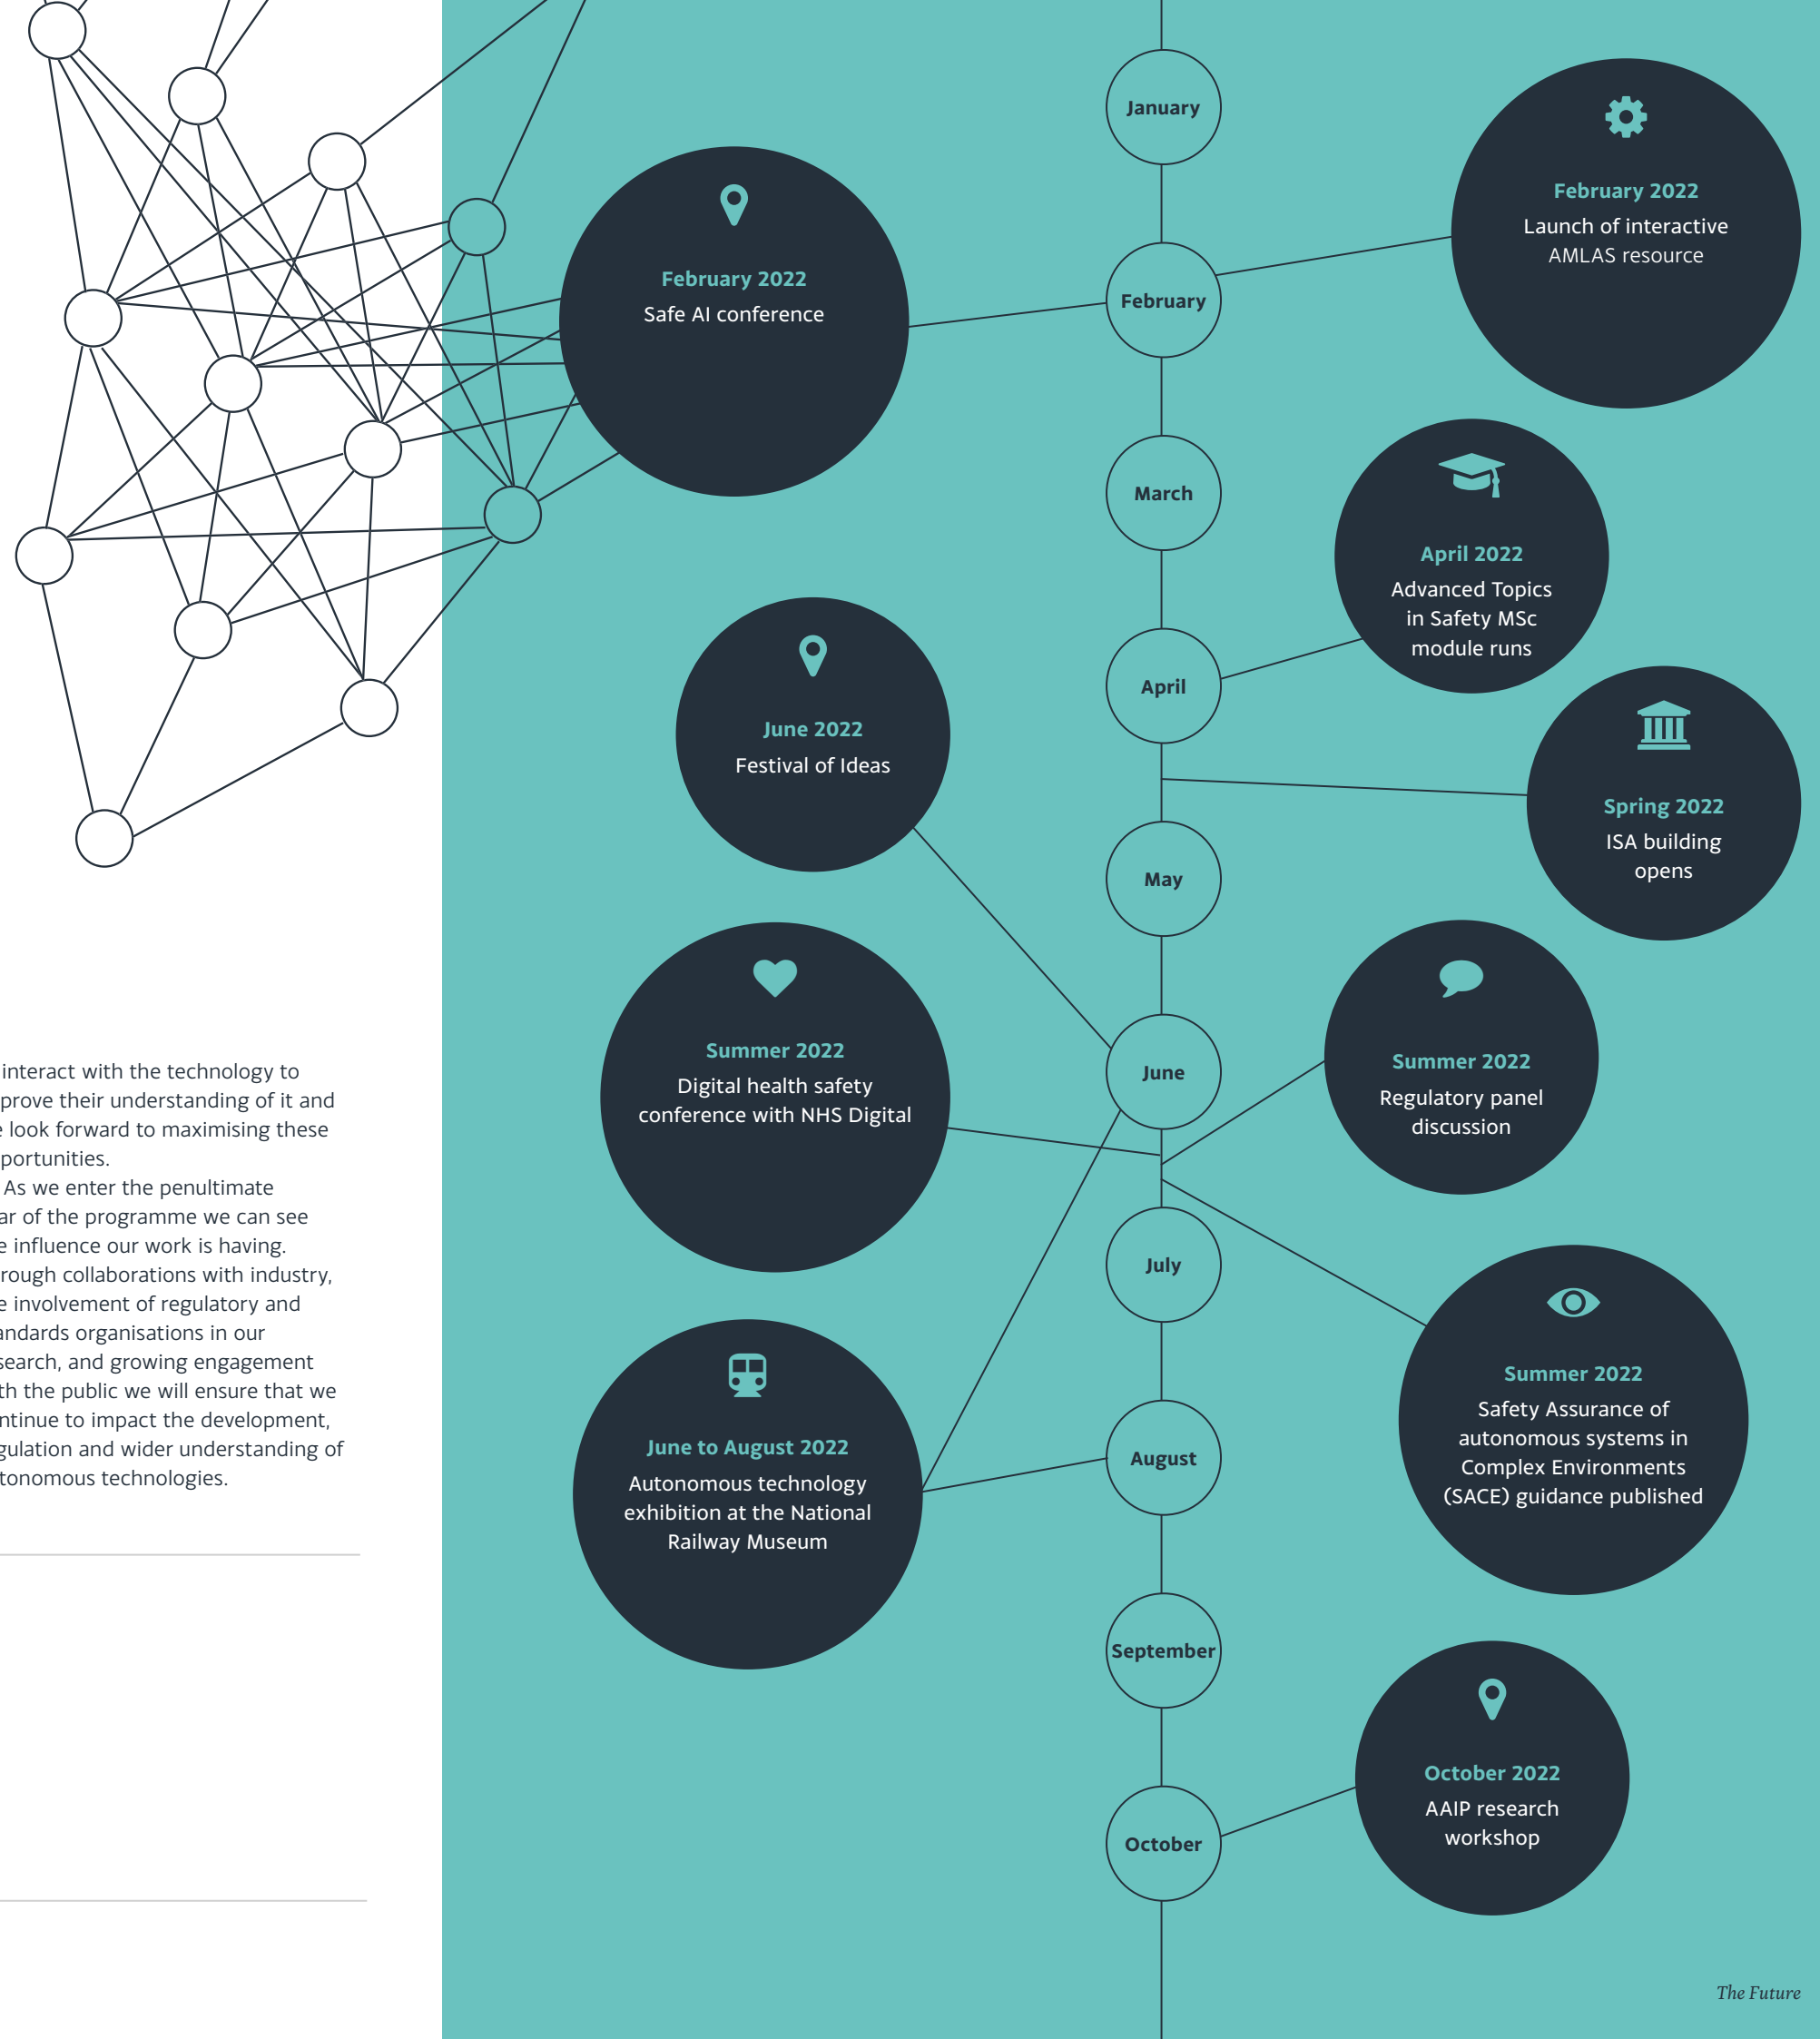 interact with the technology to
prove their understanding of it and
look forward to maximising these
portunities.
As we enter the penultimate
ar of the programme we can see
e influence our work is having.
rough collaborations with industry,
e involvement of regulatory and
andards organisations in our
search, and growing engagement
th the public we will ensure that we
ntinue to impact the development,
gulation and wider understanding of
tonomous technologies.
January
February
March
April
May
June
July
August
September
October
February 2022
Safe AI conference
February 2022
Launch of interactive
AMLAS resource
April 2022
Advanced Topics
in Safety MSc
module runs
June 2022
Festival of Ideas
Spring 2022
ISA building
opens
Summer 2022
Digital health safety
conference with NHS Digital
Summer 2022
Regulatory panel
discussion
June to August 2022
Autonomous technology
exhibition at the National
Railway Museum
Summer 2022
Safety Assurance of
autonomous systems in
Complex Environments
(SACE) guidance published
October 2022
AAIP research
workshop
The Future